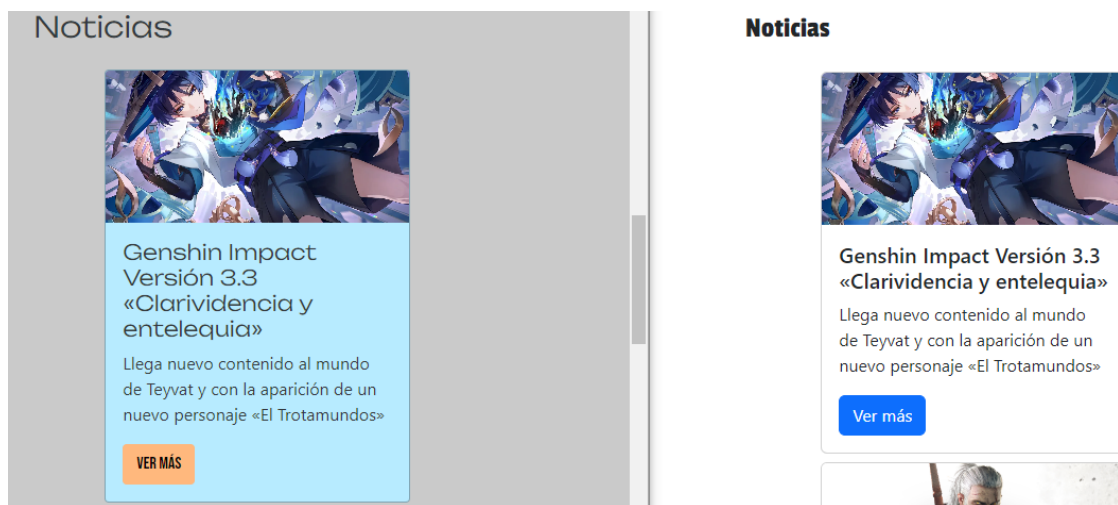 Noticias
Genshin Impact
Versión 3.3
«Clarividencia y
entelequia»
Llega nuevo contenido al mundo
de Teyvat y con la aparición de un
nuevo personaje «El Trotamundos»
VER MÁS
Noticias
Genshin Impact Versión 3.3
«Clarividencia y entelequia»
Llega nuevo contenido al mundo
de Teyvat y con la aparición de un
nuevo personaje «El Trotamundos»
Ver más